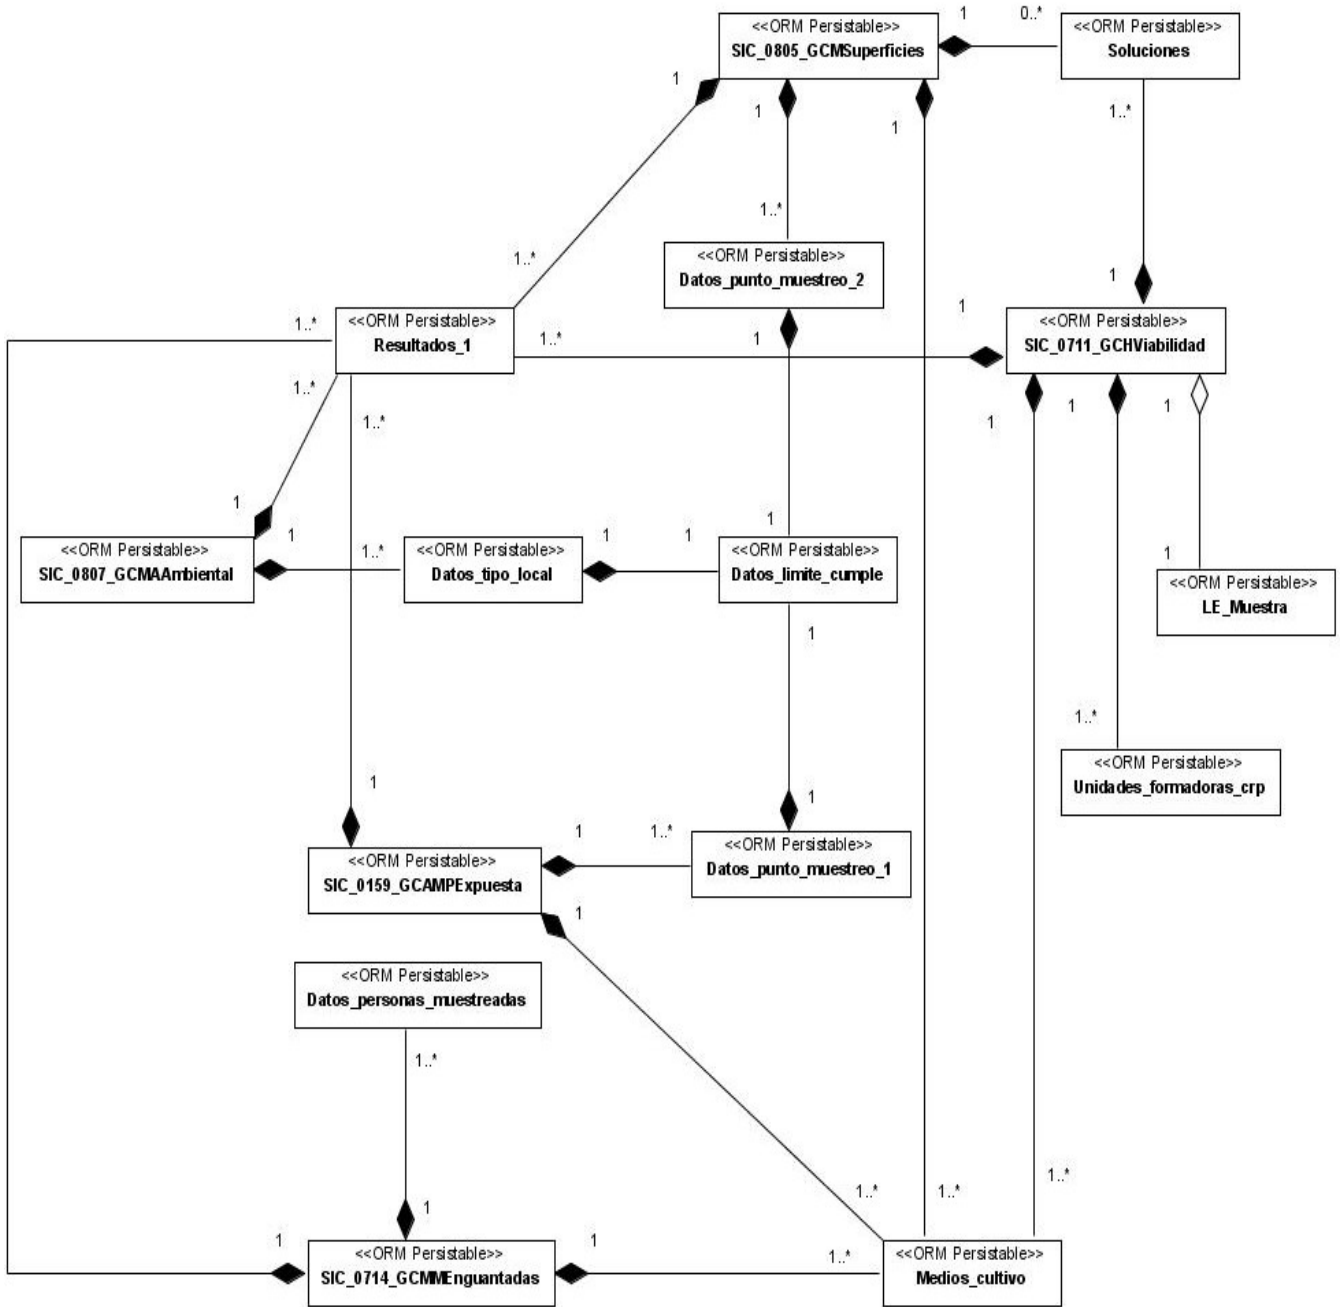 <<ORM Persistable>>
SIC_0805_GCMSuperficies
1
0..*
<<ORM Persistable>>
Soluciones
1
1
1
1..*
1..*
1..*
<<ORM Persistable>>
Datos_punto_muestreo_2
1
1..*
<<ORM Persistable>>
Resultados_1
1..*
1
1
<<ORM Persistable>>
SIC_0711_GCHViabilidad
1..*
1..*
1
1
1
1
1
1
1..*
1
1
1
1
<<ORM Persistable>>
SIC_0807_GCMAAmbiental
<<ORM Persistable>>
Datos_tipo_local
<<ORM Persistable>>
Datos_limite_cumple
<<ORM Persistable>>
LE_Muestra
1
1..*
<<ORM Persistable>>
Unidades_formadoras_crp
1
1
1
1..*
<<ORM Persistable>>
Datos_punto_muestreo_1
<<ORM Persistable>>
SIC_0159_GCAMPExpuesta
1
<<ORM Persistable>>
Datos_personas_muestreadas
1..*
1..*
1..*
1..*
1
1
1
1..*
<<ORM Persistable>>
SIC_0714_GCMMEnguantadas
<<ORM Persistable>>
Medios_cultivo